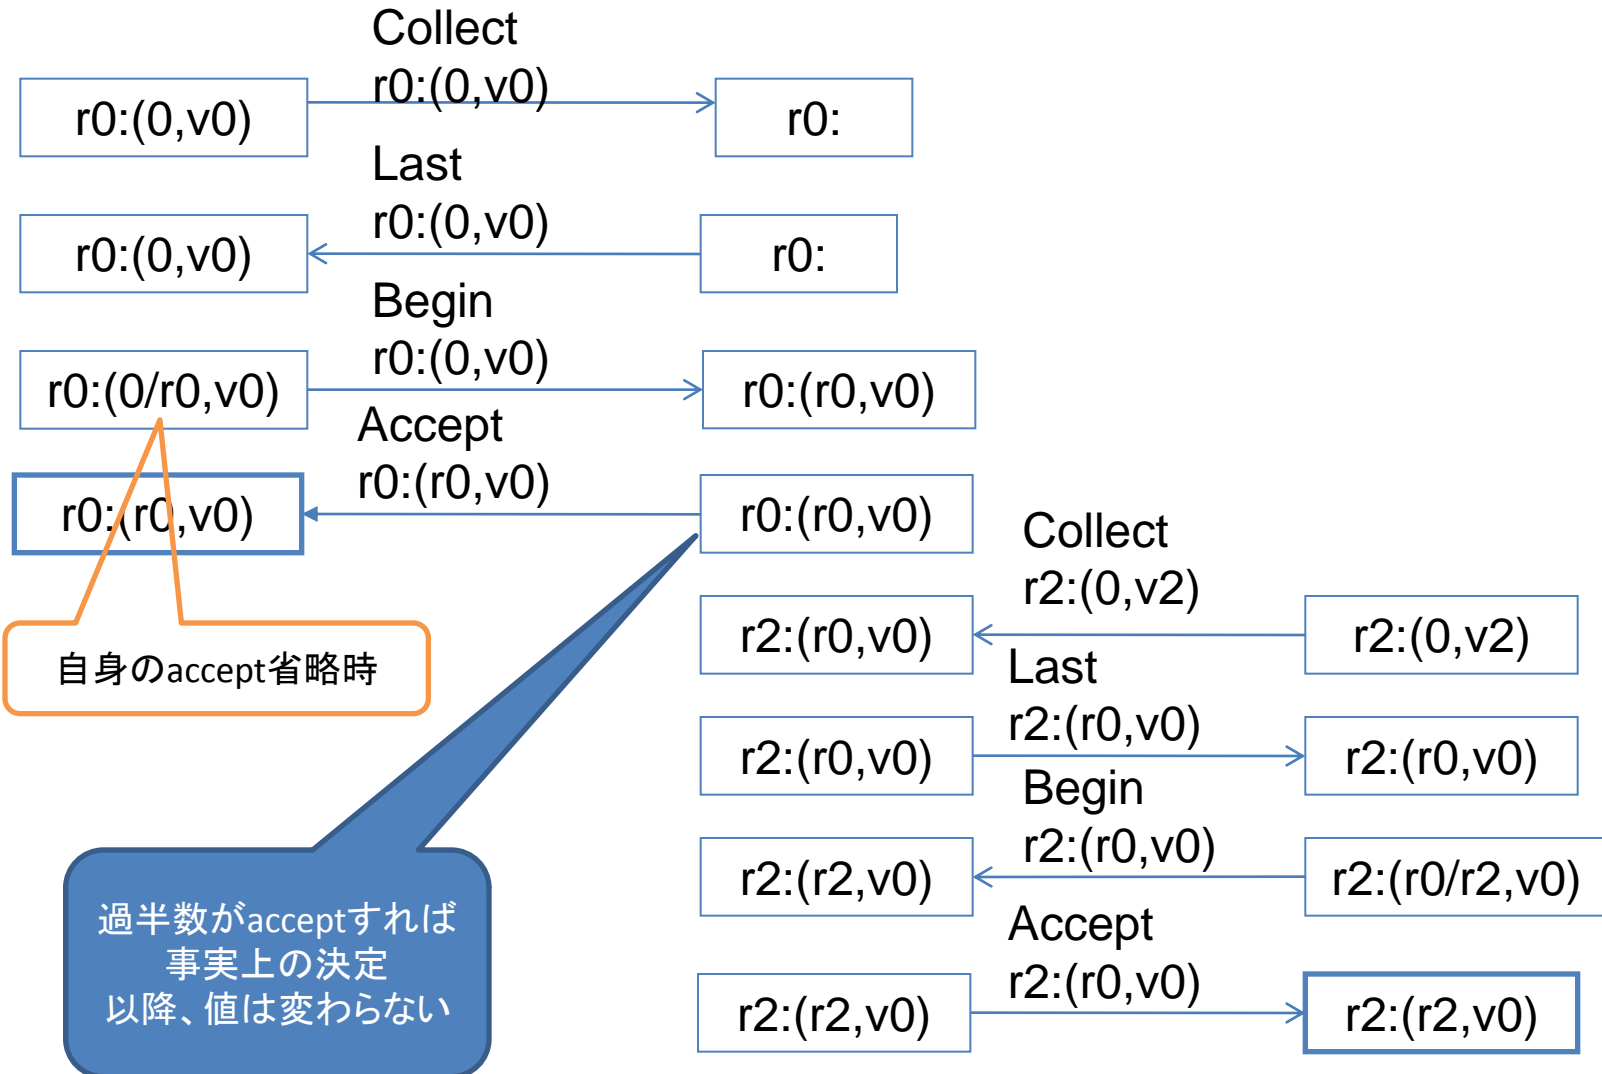 Collect
r0:(0,v0)
r0:(0,v0)
r0:
Last
r0:(0,v0)
r0:(0,v0)
r0:
Begin
r0:(0,v0)
r0:(0/r0,v0)
r0:(r0,v0)
Accept
r0:(r0,v0)
r0:(r0,v0)
r0:(r0,v0)
自身のaccept省略時
Collect
r2:(0,v2)
r2:(r0,v0)
r2:(0,v2)
Last
r2:(r0,v0)
r2:(r0,v0)
r2:(r0,v0)
Begin
r2:(r0,v0)
r2:(r2,v0)
r2:(r0/r2,v0)
Accept
r2:(r0,v0)
r2:(r2,v0)
r2:(r2,v0)
過半数がacceptすれば
事実上の決定
以降、値は変わらない